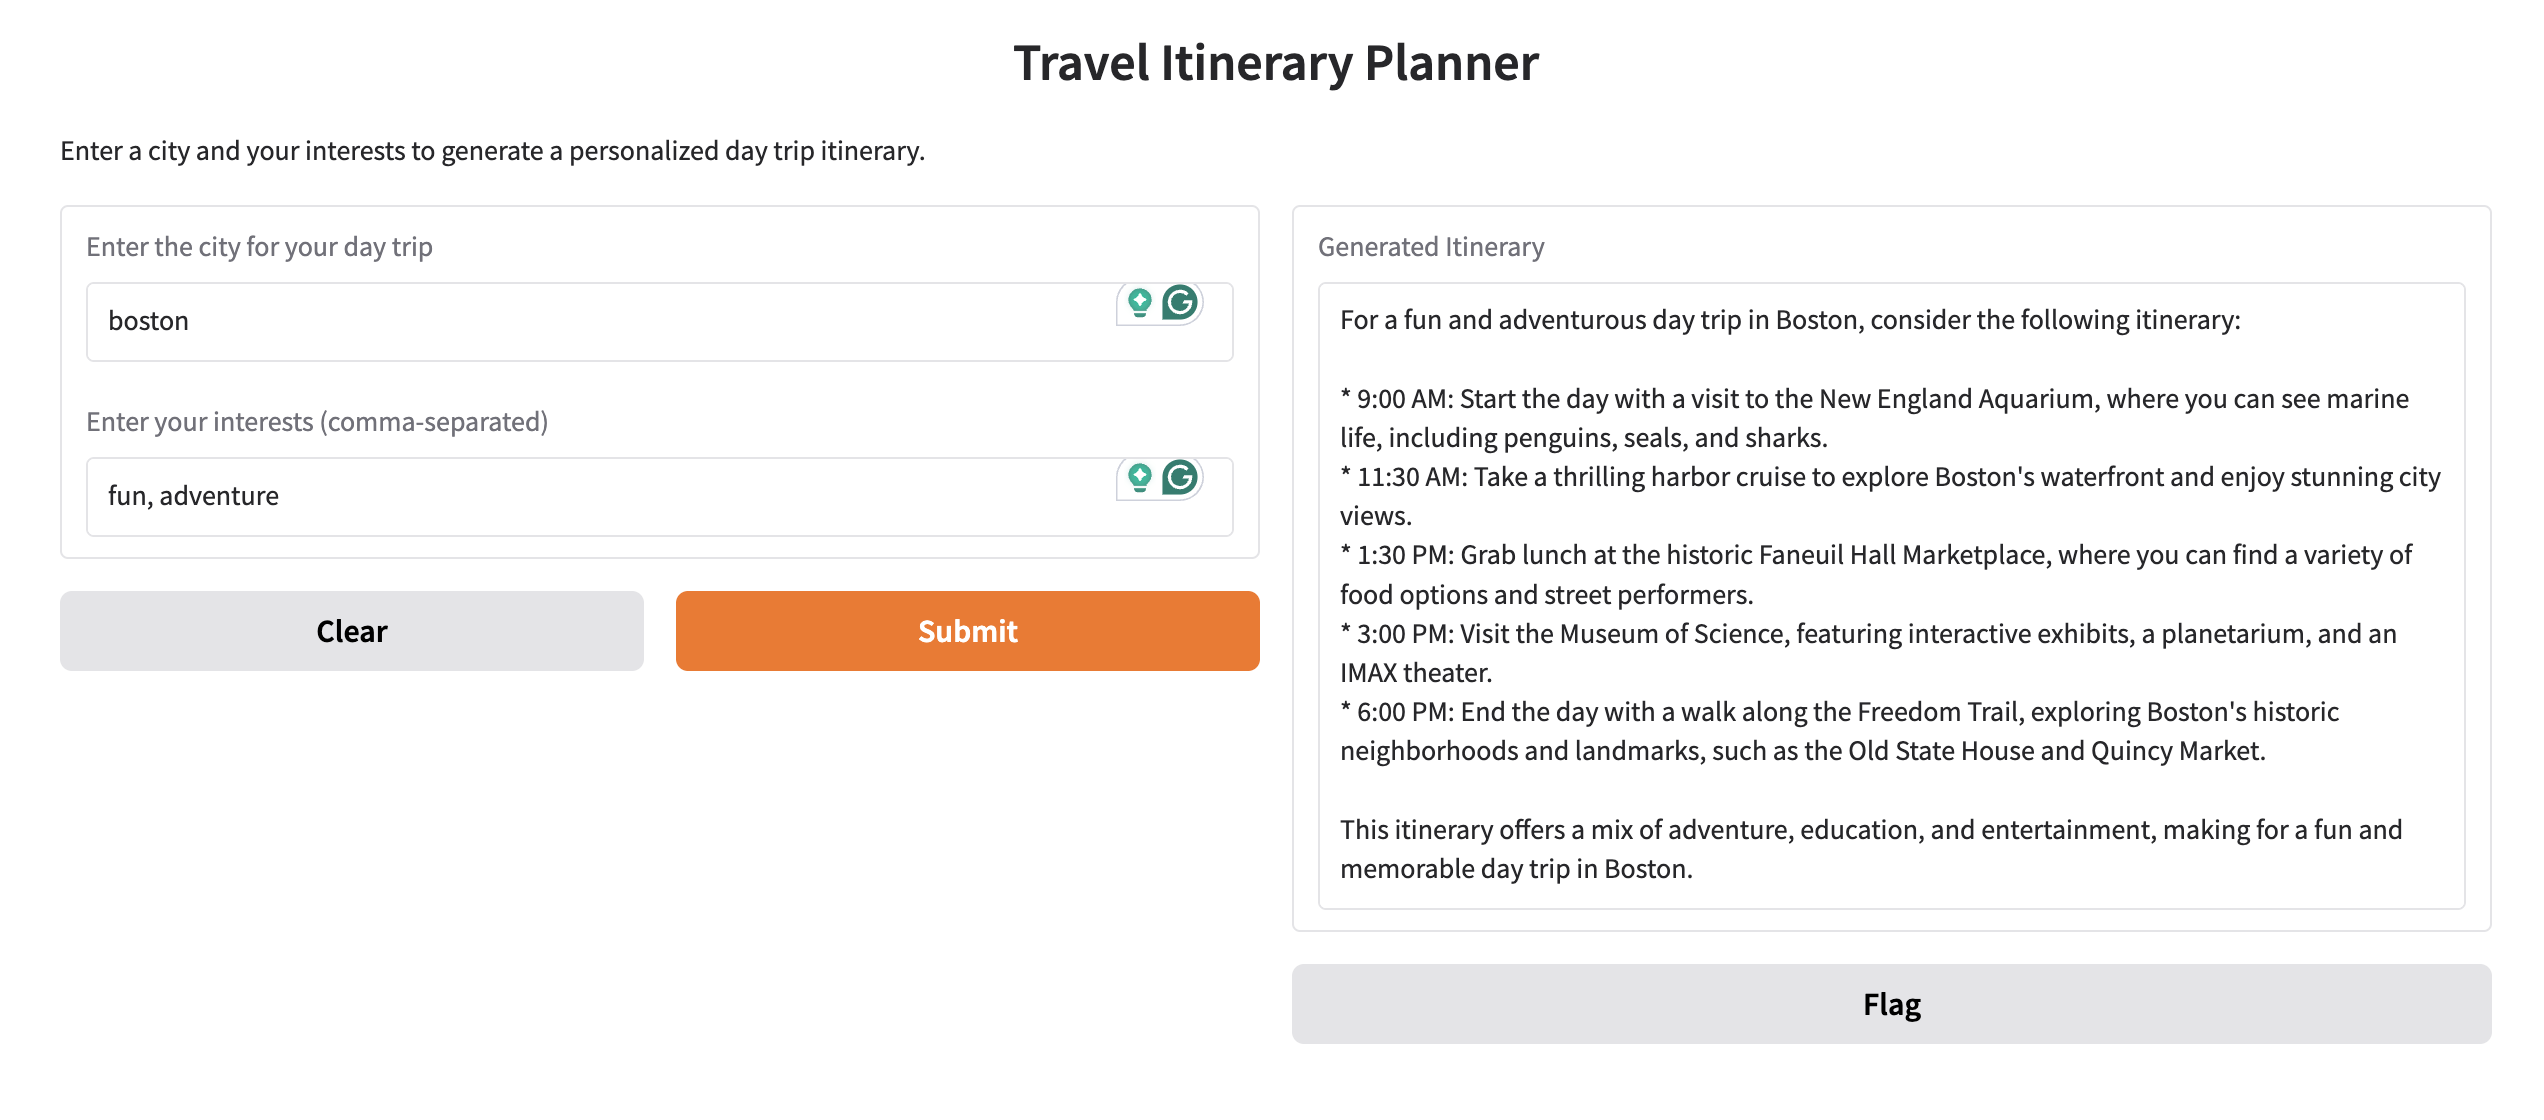 Travel Itinerary Planner
Enter a city and your interests to generate a personalized day trip itinerary.
Enter the city for your day trip
boston
Enter your interests (comma-separated)
fun, adventure
Clear
Submit
Generated Itinerary
For a fun and adventurous day trip in Boston, consider the following itinerary:
* 9:00 AM: Start the day with a visit to the New England Aquarium, where you can see marine
life, including penguins, seals, and sharks.
* 11:30 AM: Take a thrilling harbor cruise to explore Boston's waterfront and enjoy stunning city
views.
* 1:30 PM: Grab lunch at the historic Faneuil Hall Marketplace, where you can find a variety of
food options and street performers.
* 3:00 PM: Visit the Museum of Science, featuring interactive exhibits, a planetarium, and an
IMAX theater.
* 6:00 PM: End the day with a walk along the Freedom Trail, exploring Boston's historic
neighborhoods and landmarks, such as the Old State House and Quincy Market.
This itinerary offers a mix of adventure, education, and entertainment, making for a fun and
memorable day trip in Boston.
Flag